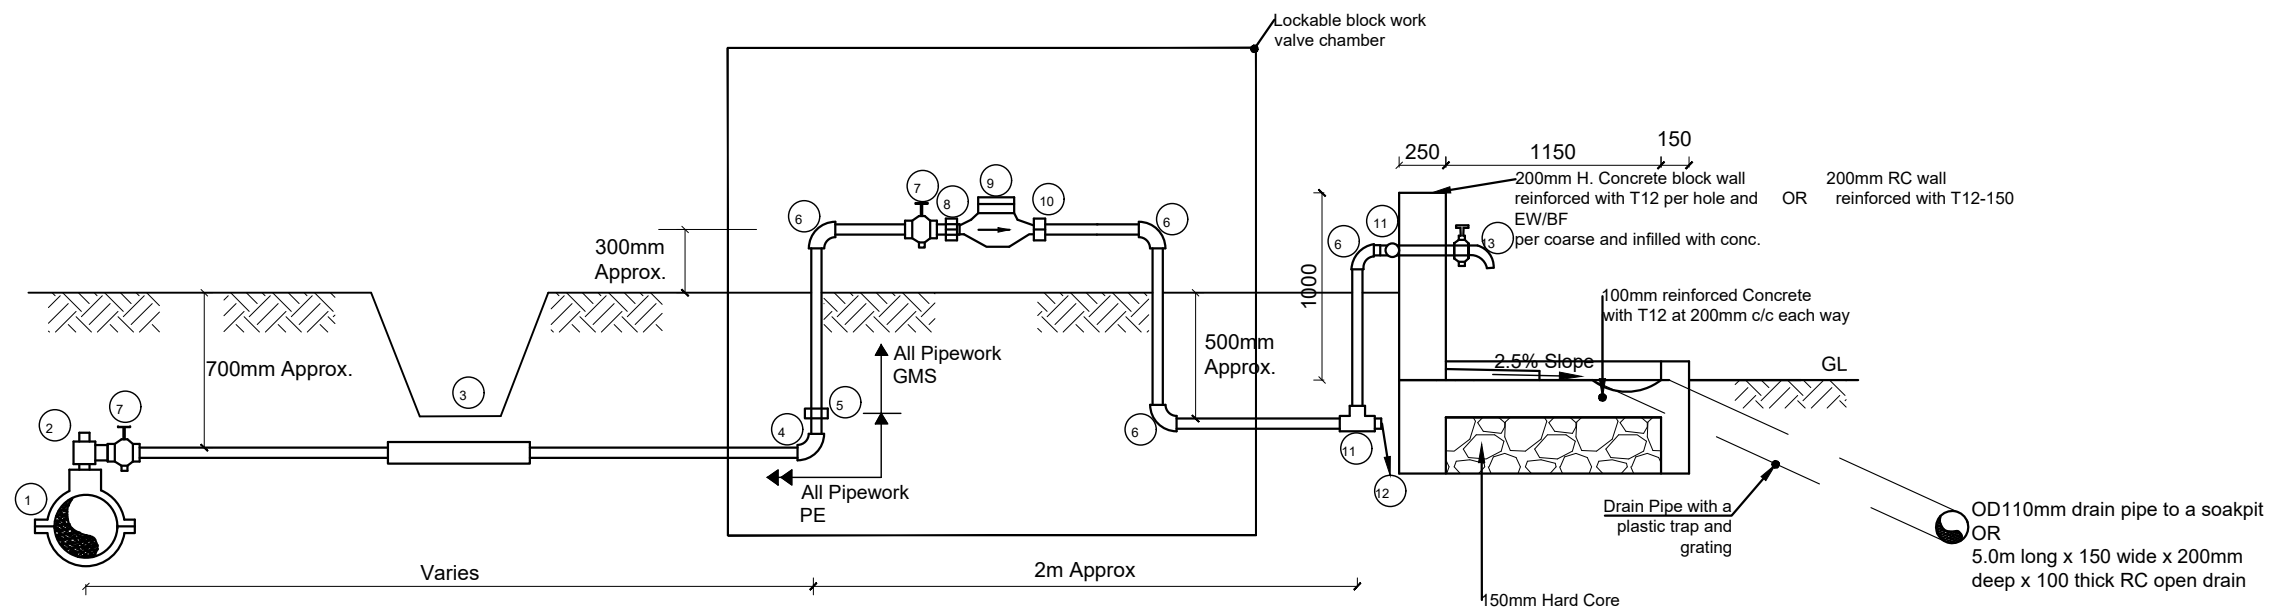 Lockable block work
valve chamber
150
250
1150
200mm H. Concrete block wall
reinforced with T12 per hole and
EW/BF
per coarse and infilled with conc.
OR
200mm RC wall
reinforced with T12-150
9
7
8
10
6
6
11
6
13
300mm
Approx.
1000
100mm reinforced Concrete
with T12 at 200mm c/c each way
700mm Approx.
All Pipework
GMS
500mm
Approx.
2.5% Slope
GL
3
5
7
2
4
6
11
1
12
All Pipework
PE
Drain Pipe with a
plastic trap and
grating
OD110mm drain pipe to a soakpit
OR
5.0m long x 150 wide x 200mm
deep x 100 thick RC open drain
Varies
2m Approx
150mm Hard Core